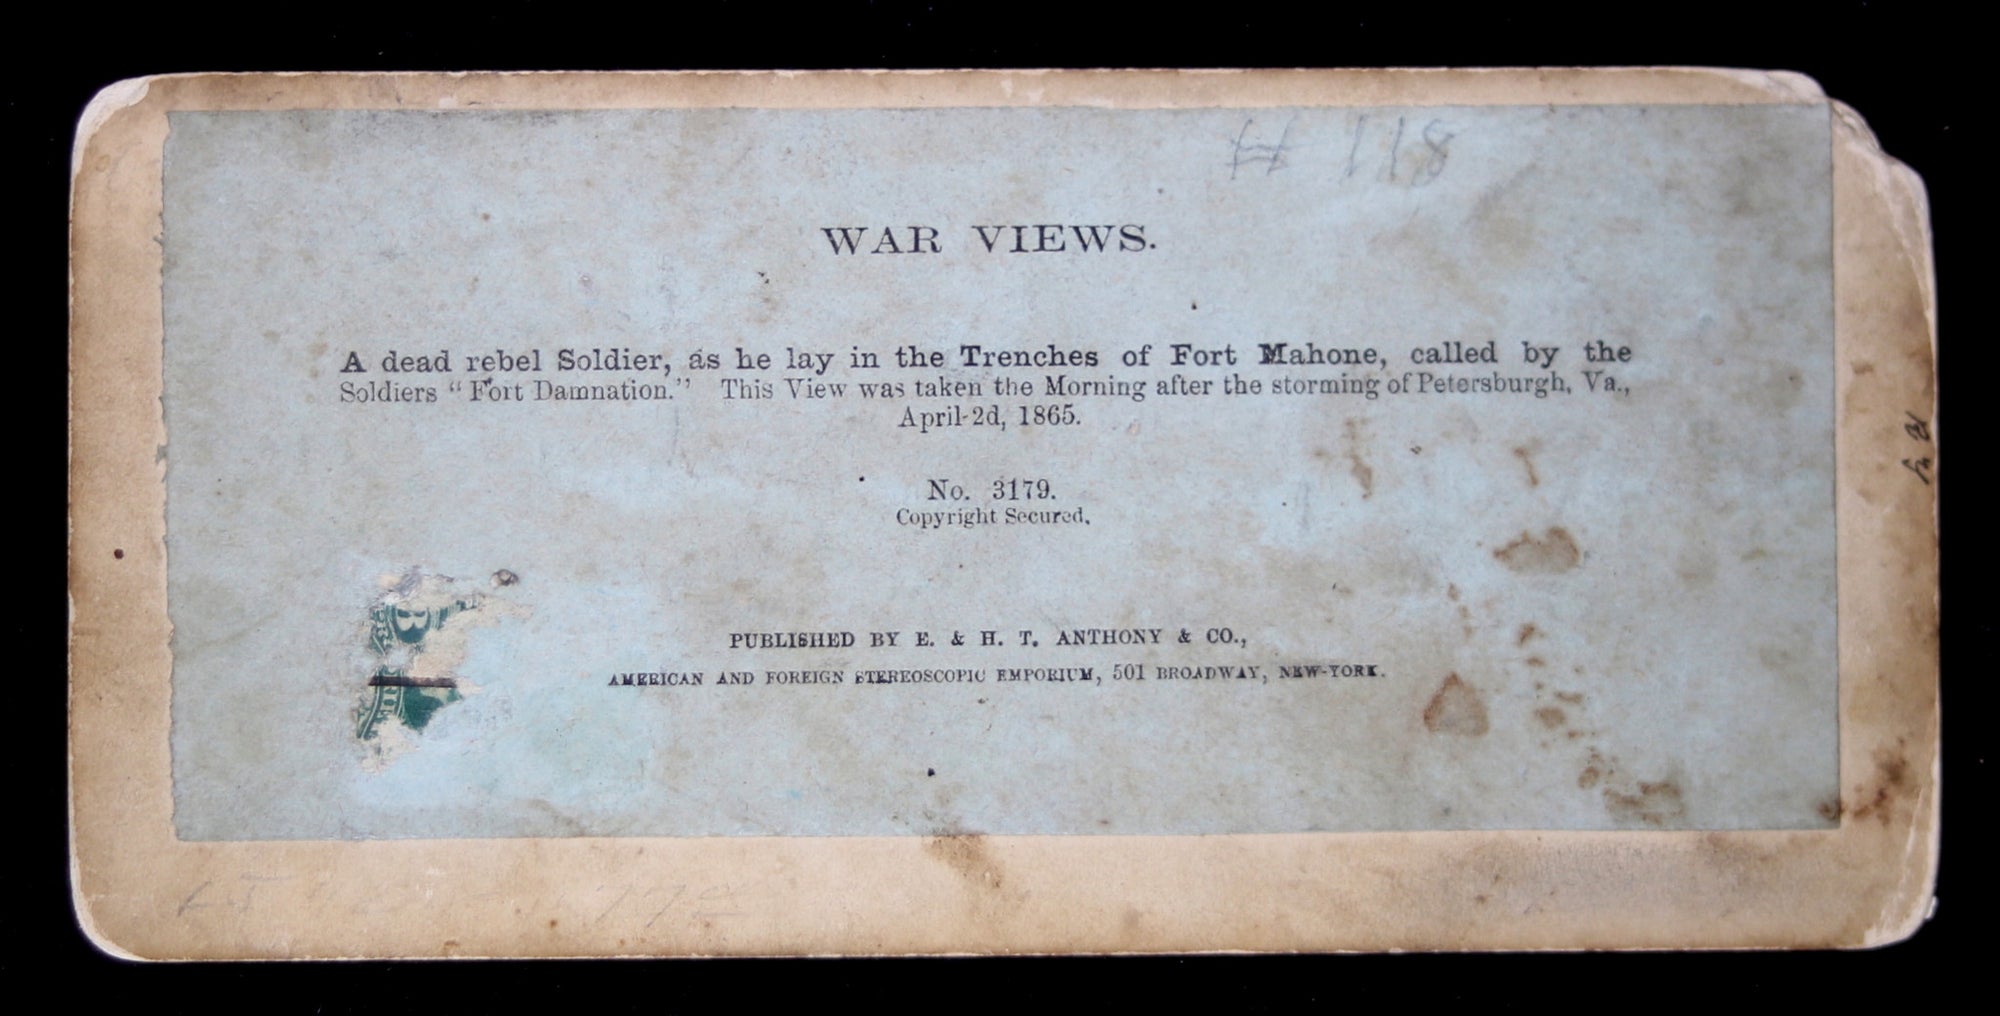 # 118
WAR VIEWS.
A dead rebel Soldier, as he lay in the Trenches of Fort Mahone, called by the
Soldiers "Fort Damnation." This View was taken the Morning after the storming of Petersburgh, Va.,
April 2d, 1865.
No. 3179.
Copyright Secured.
PUBLISHED BY E. & H. T. ANTHONY & CO.,
AMERICAN AND FOREIGN STEREOSCOPIC EMPORIUM, 501 BROADWAY, NEW-YORK.